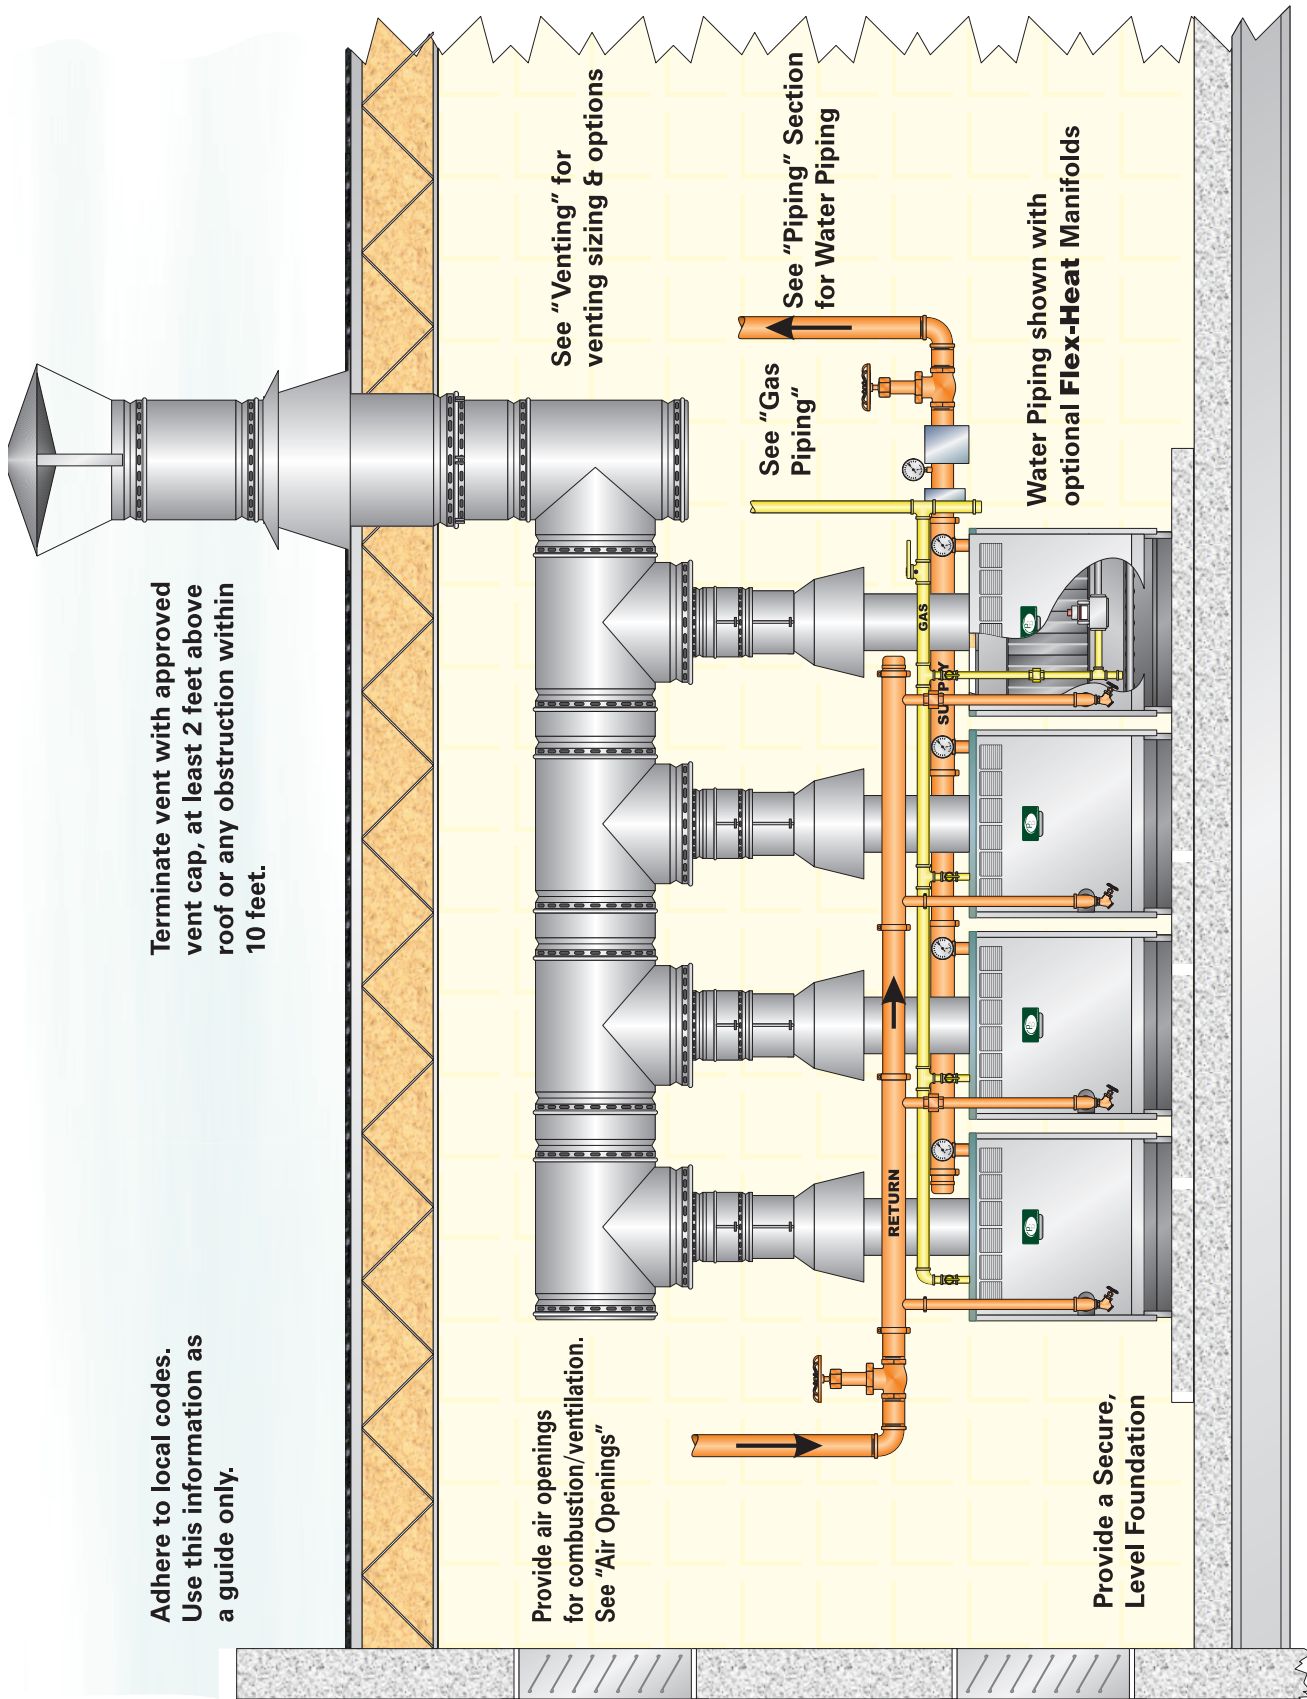 Adhere to local codes.
Use this information as
a guide only.
Terminate vent with approved
vent cap, at least 2 feet above
roof or any obstruction within
10 feet.
Provide air openings
for combustion/ventilation.
See “Air Openings”
See “Venting” for
venting sizing & options
See “Gas
Piping“
See “Piping” Section
for Water Piping
RETURN
GAS
SUPPLY
Water Piping shown with
optional Flex-Heat Manifolds
Provide a Secure,
Level Foundation